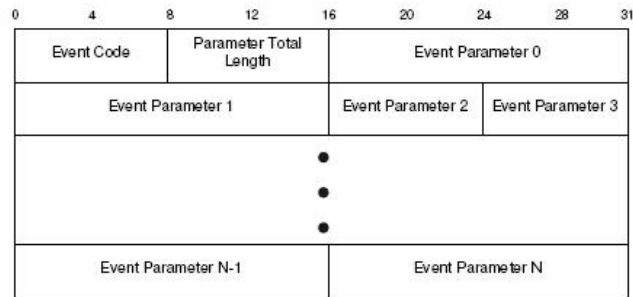 0 4 8 12 16 20 24 28 31
Event Code
Parameter Total
Length
Event Parameter 0
Event Parameter 1
Event Parameter 2
Event Parameter 3
Event Parameter N-1
Event Parameter N